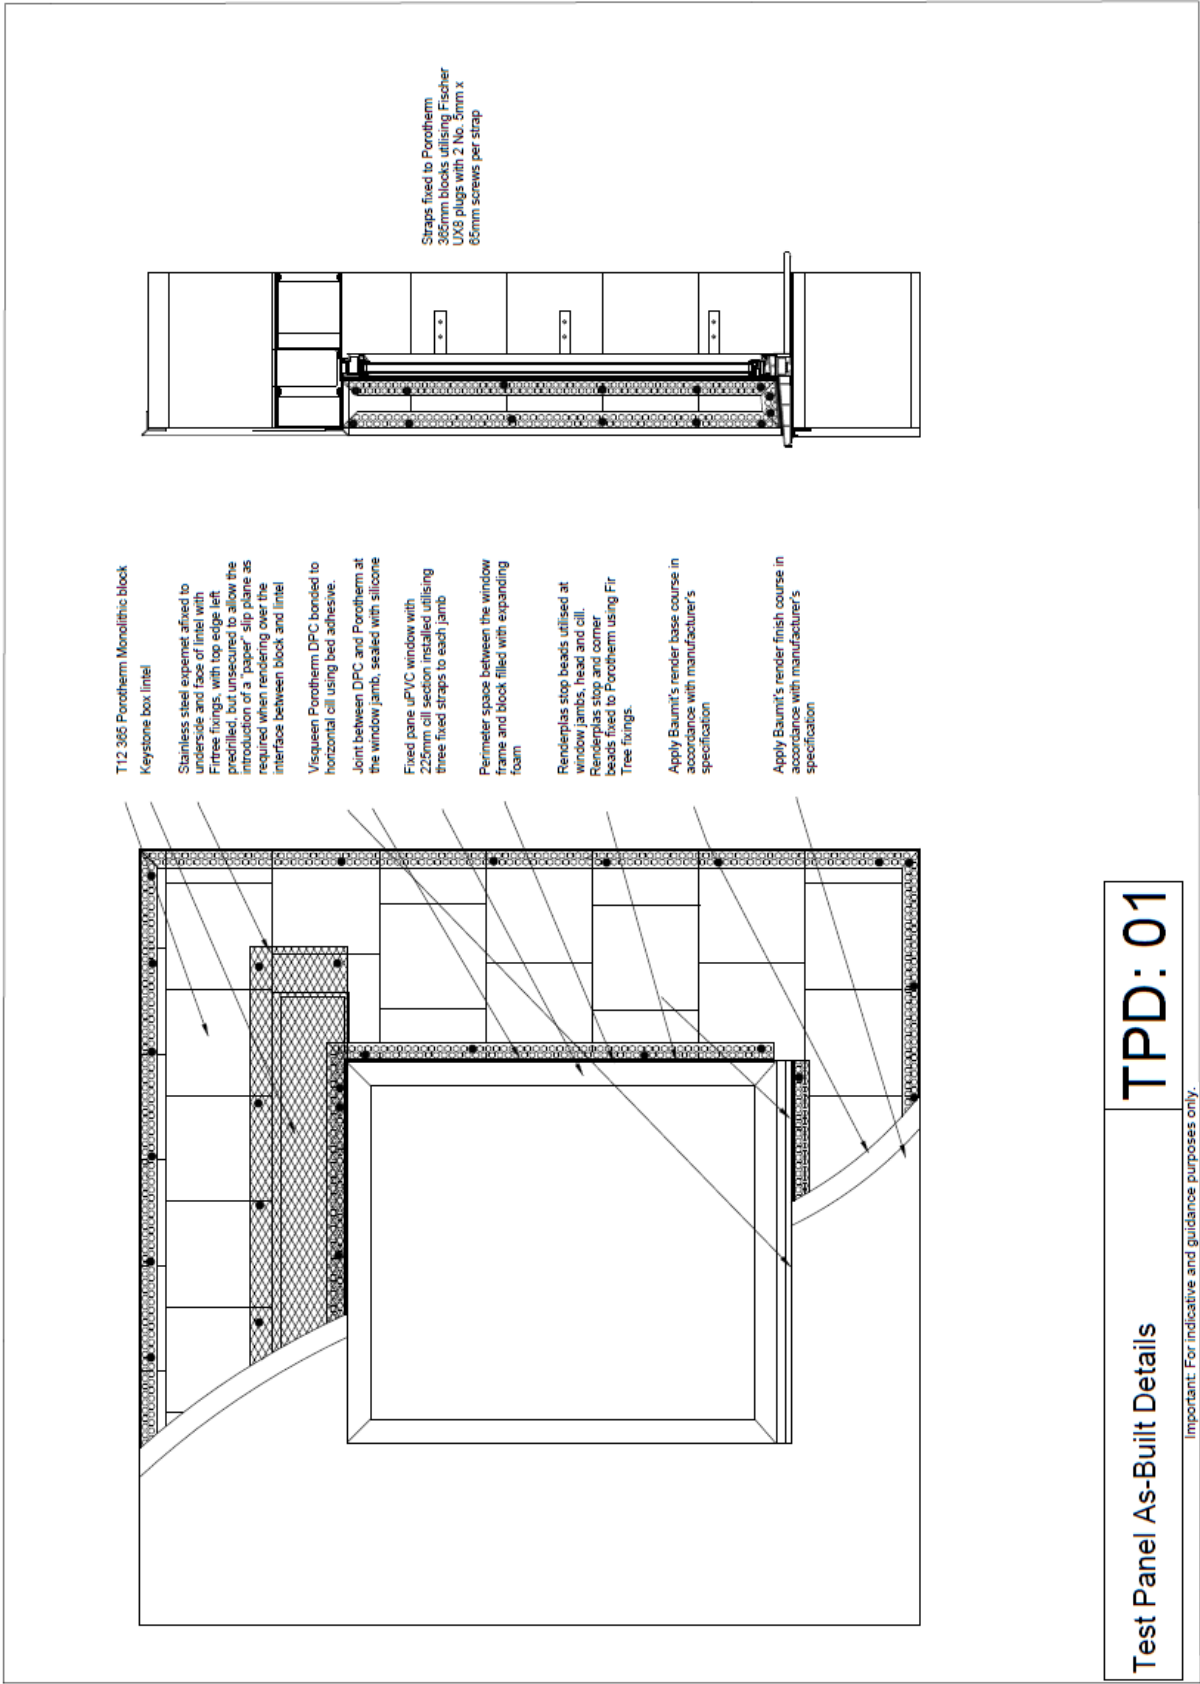 T12 365 Porotherm Monolithic block
Keystone box lintel
Stainless steel expemet afixed to
underside and face of lintel with
Firtree fixings, with top edge left
predrilled, but unsecured to allow the
introduction of a "paper" slip plane as
required when rendering over the
interface between block and lintel
Visqueen Porotherm DPC bonded to
horizontal cill using bed adhesive.
Joint between DPC and Porotherm at
the window jamb, sealed with silicone
Fixed pane uPVC window with
225mm cill section installed utilising
three fixed straps to each jamb
Perimeter space between the window
frame and block filled with expanding
foam
Renderplas stop beads utilised at
window jambs, head and cill.
Renderplas stop and corner
beads fixed to Porotherm using Fir
Tree fixings.
Apply Baumit's render base course in
accordance with manufacturer's
specification
Apply Baumit's render finish course in
accordance with manufacturer's
specification
Straps fixed to Porotherm
365mm blocks utilising Fischer
UX8 plugs with 2 No. 5mm x
65mm screws per strap
Test Panel As-Built Details
TPD: 01
Important: For indicative and guidance purposes only.